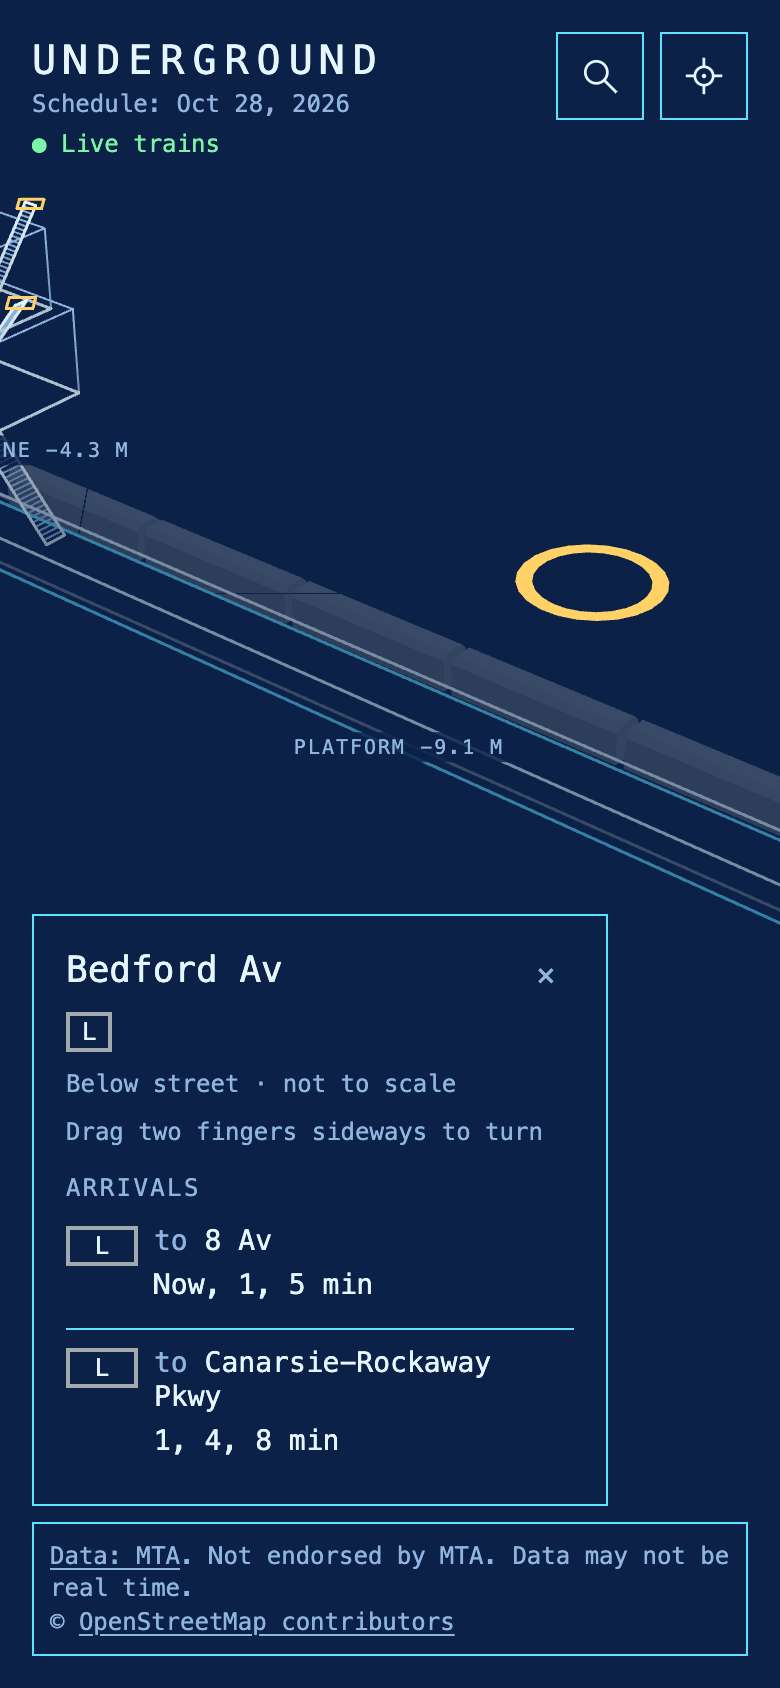 UNDERGROUND
Schedule: Oct 28, 2026
Live trains
NE −4.3 M
PLATFORM −9.1 M
Bedford Av ×
L
Below street · not to scale
Drag two fingers sideways to turn
ARRIVALS
L to 8 Av
Now, 1, 5 min
L to Canarsie–Rockaway
Pkwy
1, 4, 8 min
Data: MTA. Not endorsed by MTA. Data may not be
real time.
© OpenStreetMap contributors